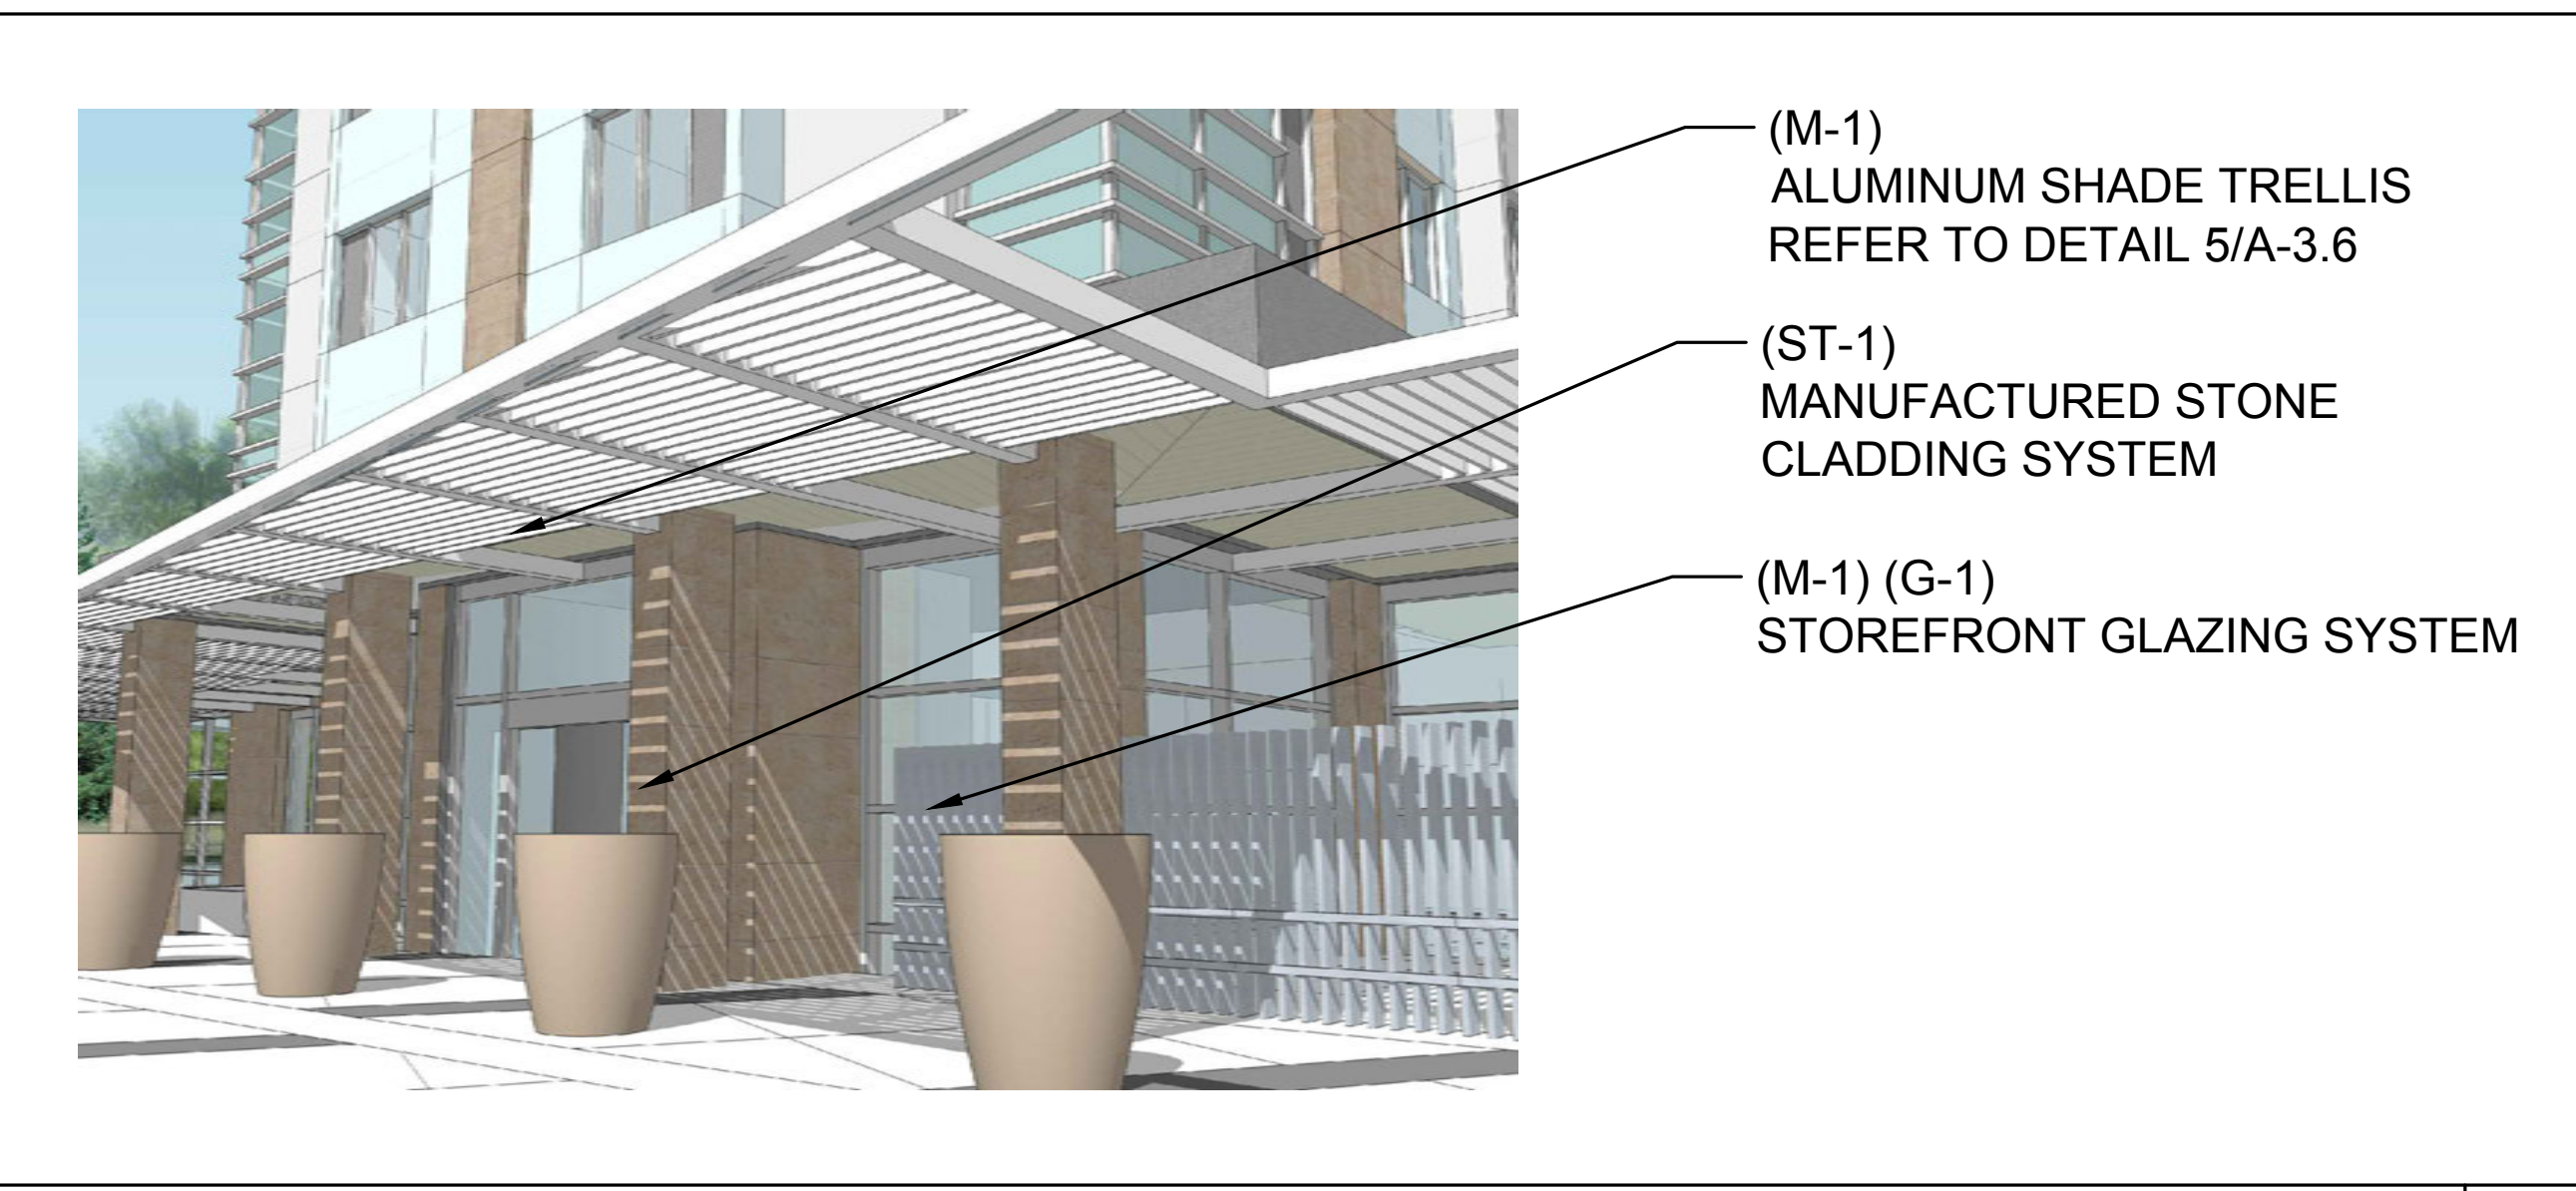 (M-1)
ALUMINUM SHADE TRELLIS
REFER TO DETAIL 5/A-3.6
(ST-1)
MANUFACTURED STONE
CLADDING SYSTEM
(M-1) (G-1)
STOREFRONT GLAZING SYSTEM